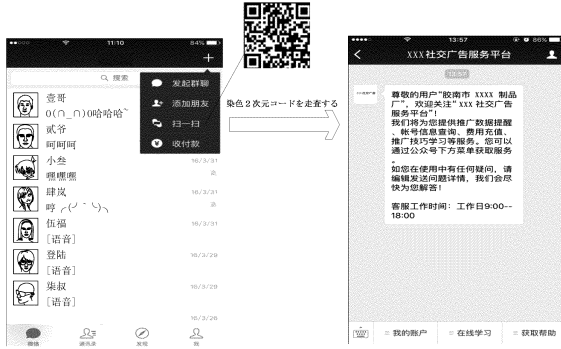 11:10
84%
搜索
发起群聊
添加朋友
扫一扫
收付款
壹哥
0(∩_∩)0哈哈哈~
贰爷
呵呵呵
小叁
16/3/31
嘿嘿嘿
肆岚
16/3/31
哼╭(╯^╰)╮
伍福
16/3/31
[语音]
登陆
16/3/29
[语音]
柒叔
16/3/29
[语音]
16/3/26
微信
通讯录
发现
我
染色２次元コードを走査する
13:57
86%
XXX社交广告服务平台
13:57
尊敬的用户“胶南市 XXXX 制品
厂”，欢迎关注“XXX 社交广告
服务平台”！
我们将为您提供推广数据提醒
、帐号信息查询、费用充值、
推广技巧学习等服务。您可以
通过公众号下方菜单获取服务
。
如您在使用中有任何疑问，请
编辑发送问题详情，我们会尽
快为您解答！
客服工作时间：工作日9:00--
18:00
我的账户
在线学习
获取帮助